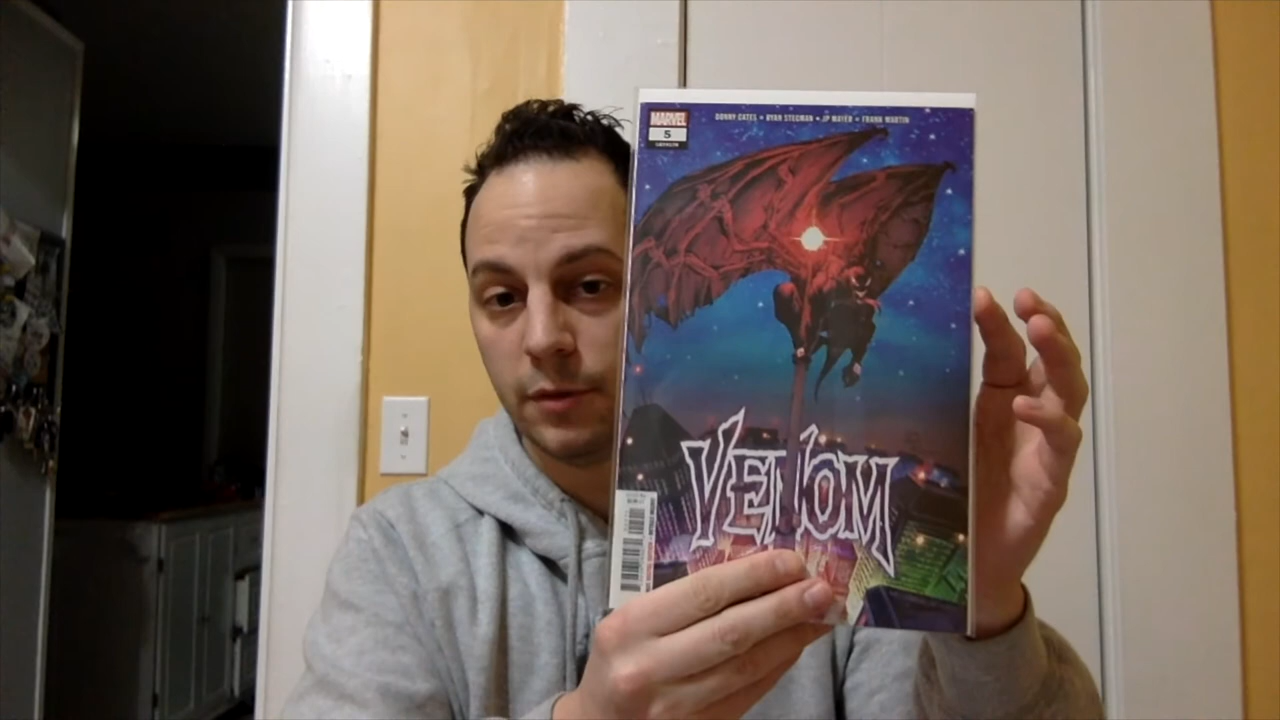 MARVEL
5
DONNY CATES • RYAN STEGMAN • JP MAYER • FRANK MARTIN
VENOM